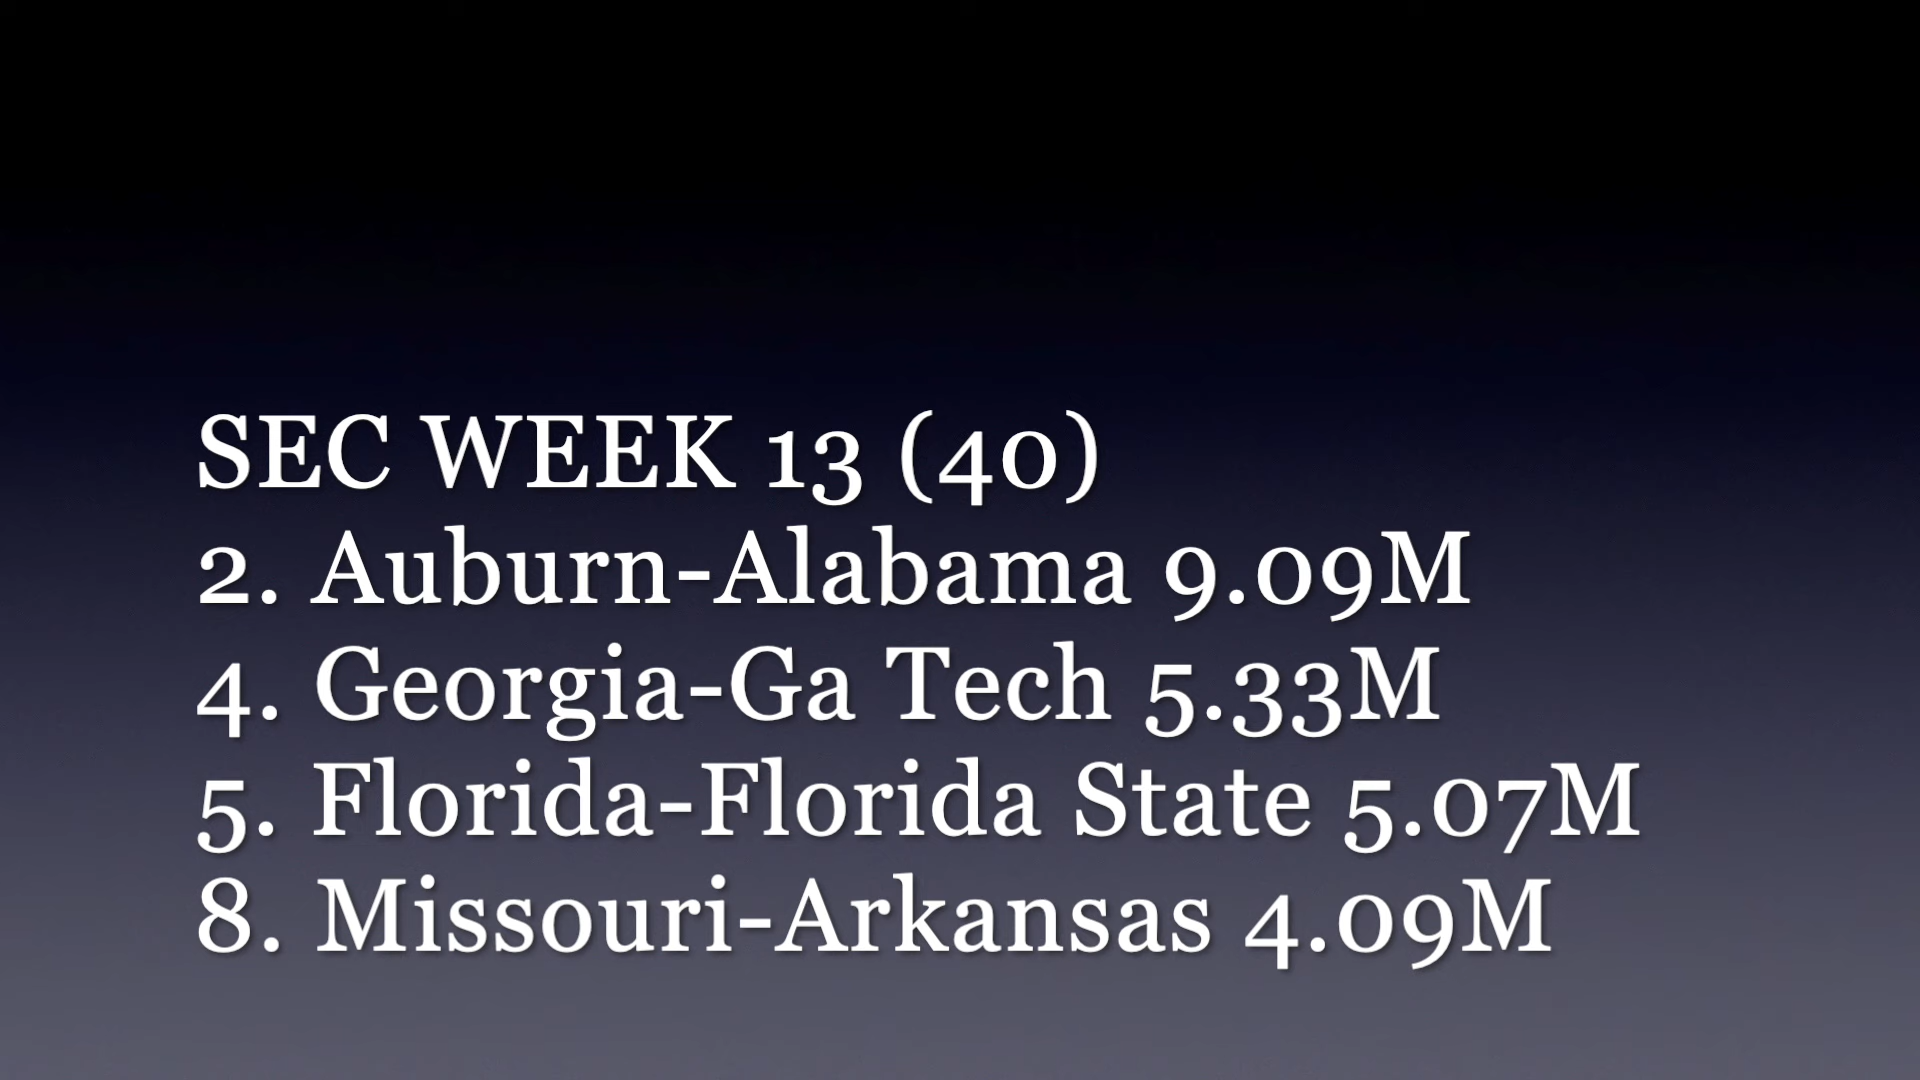 SEC WEEK 13 (40)
2. Auburn-Alabama 9.09M
4. Georgia-Ga Tech 5.33M
5. Florida-Florida State 5.07M
8. Missouri-Arkansas 4.09M